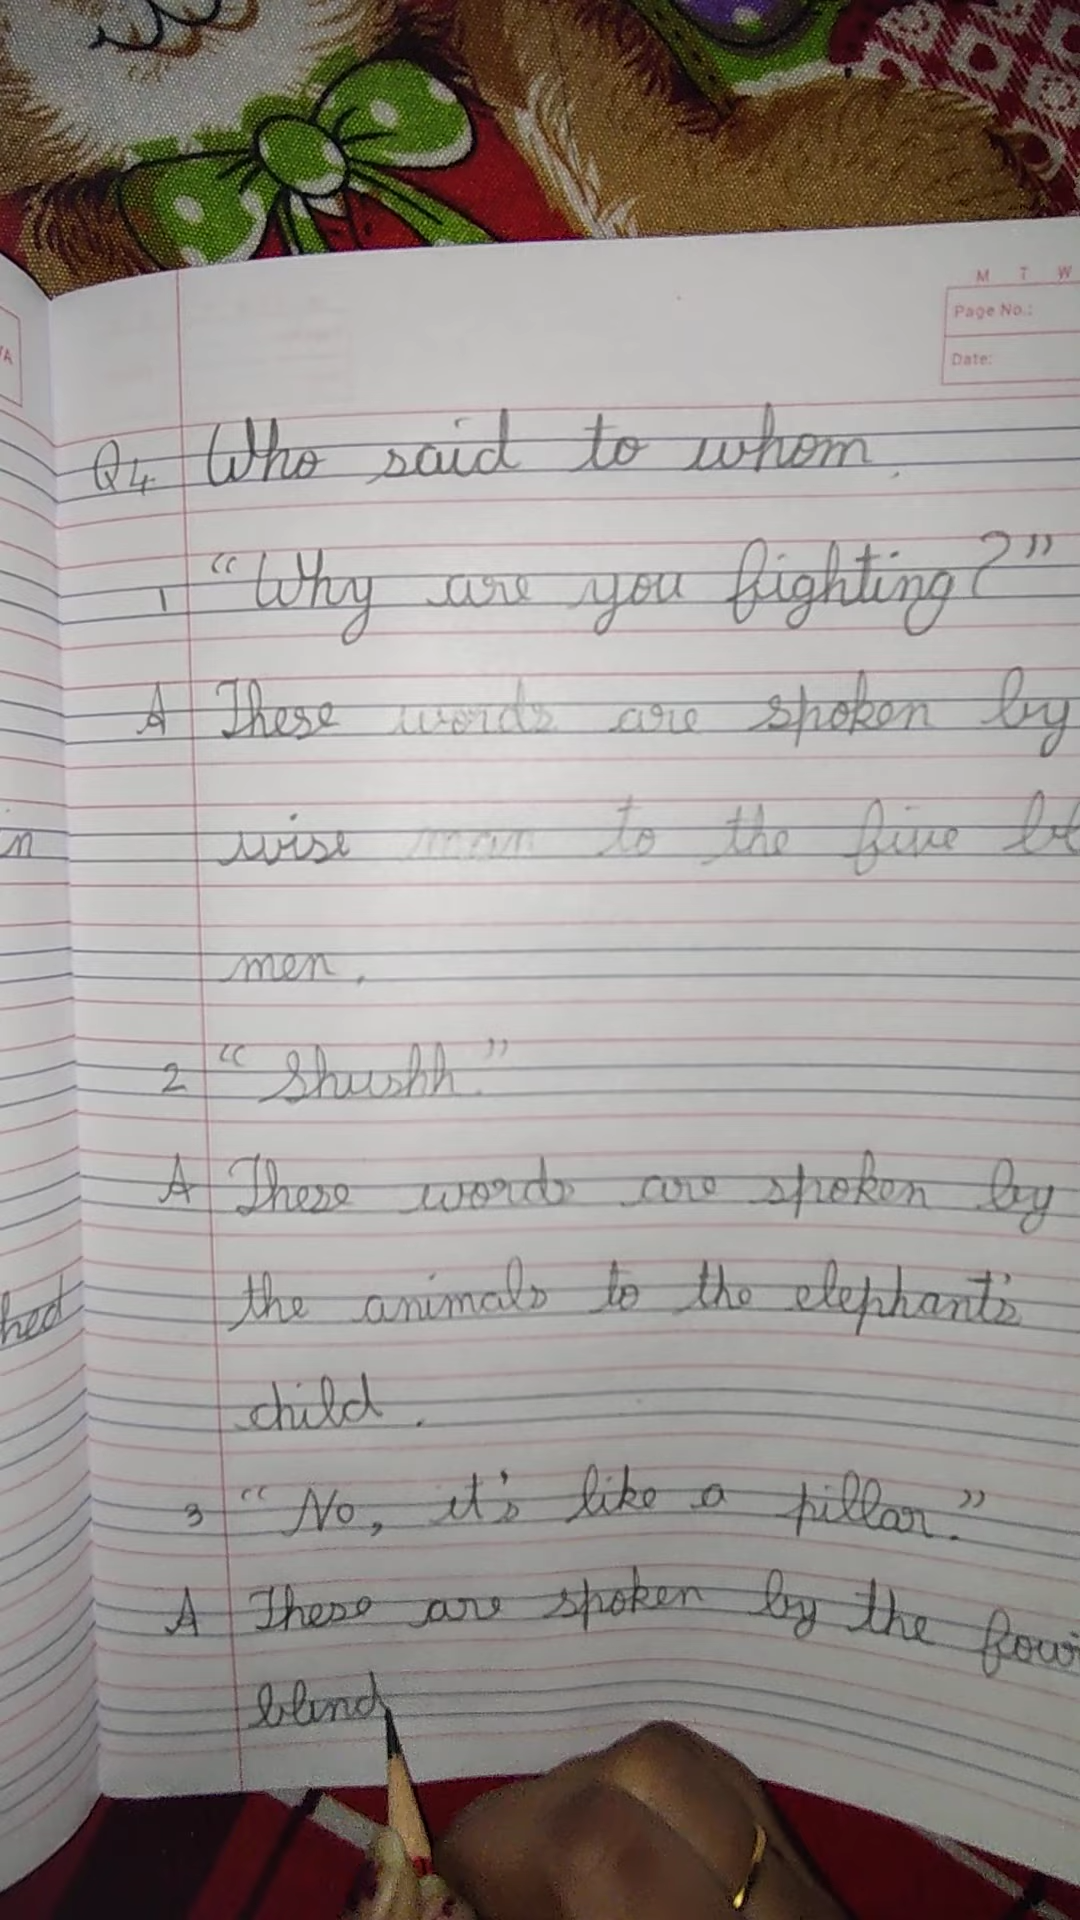 M T W
Page No.:
Date:
Q4. Who said to whom.
1 "Why are you fighting?"
A These words are spoken by
wise man to the five bl
men.
2 "Shushh."
A These words are spoken by
the animals to the elephant's
child.
3 "No, it's like a pillar."
A These are spoken by the four
blind
in
hed